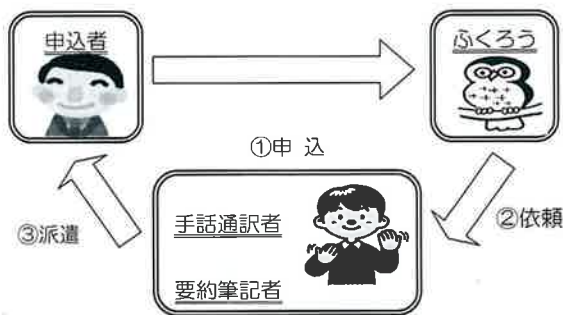 申込者
ふくろう
①申 込
②依頼
手話通訳者
要約筆記者
③派遣